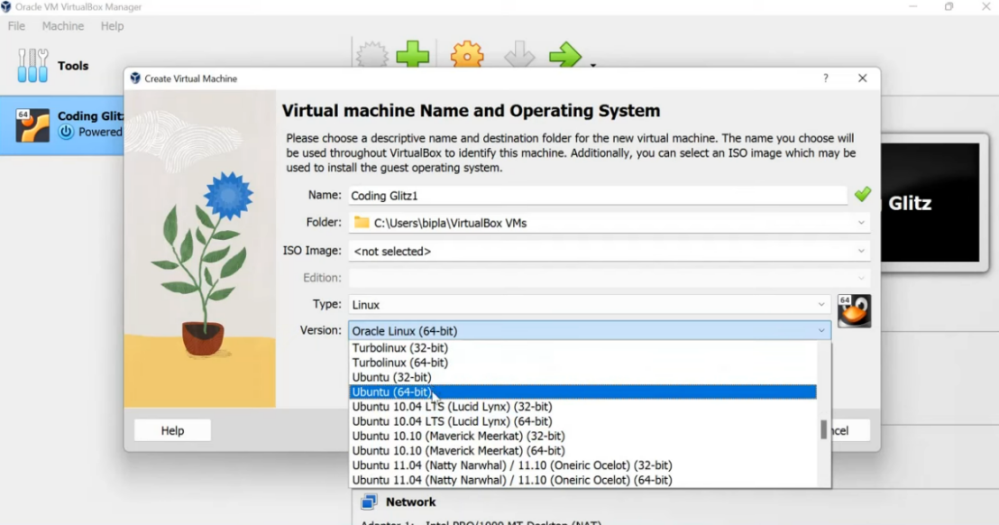 Oracle VM VirtualBox Manager
File Machine Help
Tools
Create Virtual Machine
?
64
Coding Glit
Powered
Virtual machine Name and Operating System
Please choose a descriptive name and destination folder for the new virtual machine. The name you choose will
be used throughout VirtualBox to identify this machine. Additionally, you can select an ISO image which may be
used to install the guest operating system.
Name: Coding Glitz1
Glitz
Folder: C:\Users\bipla\VirtualBox VMs
ISO Image: <not selected>
Edition:
Type: Linux
64
Version: Oracle Linux (64-bit)
Turbolinux (32-bit)
Turbolinux (64-bit)
Ubuntu (32-bit)
Ubuntu (64-bit)
Ubuntu 10.04 LTS (Lucid Lynx) (32-bit)
Ubuntu 10.04 LTS (Lucid Lynx) (64-bit)
Ubuntu 10.10 (Maverick Meerkat) (32-bit)
Ubuntu 10.10 (Maverick Meerkat) (64-bit)
Ubuntu 11.04 (Natty Narwhal) / 11.10 (Oneiric Ocelot) (32-bit)
Ubuntu 11.04 (Natty Narwhal) / 11.10 (Oneiric Ocelot) (64-bit)
Help
cel
Network
Adapter 1: Intel PRO/1000 MT Desktop (NAT)